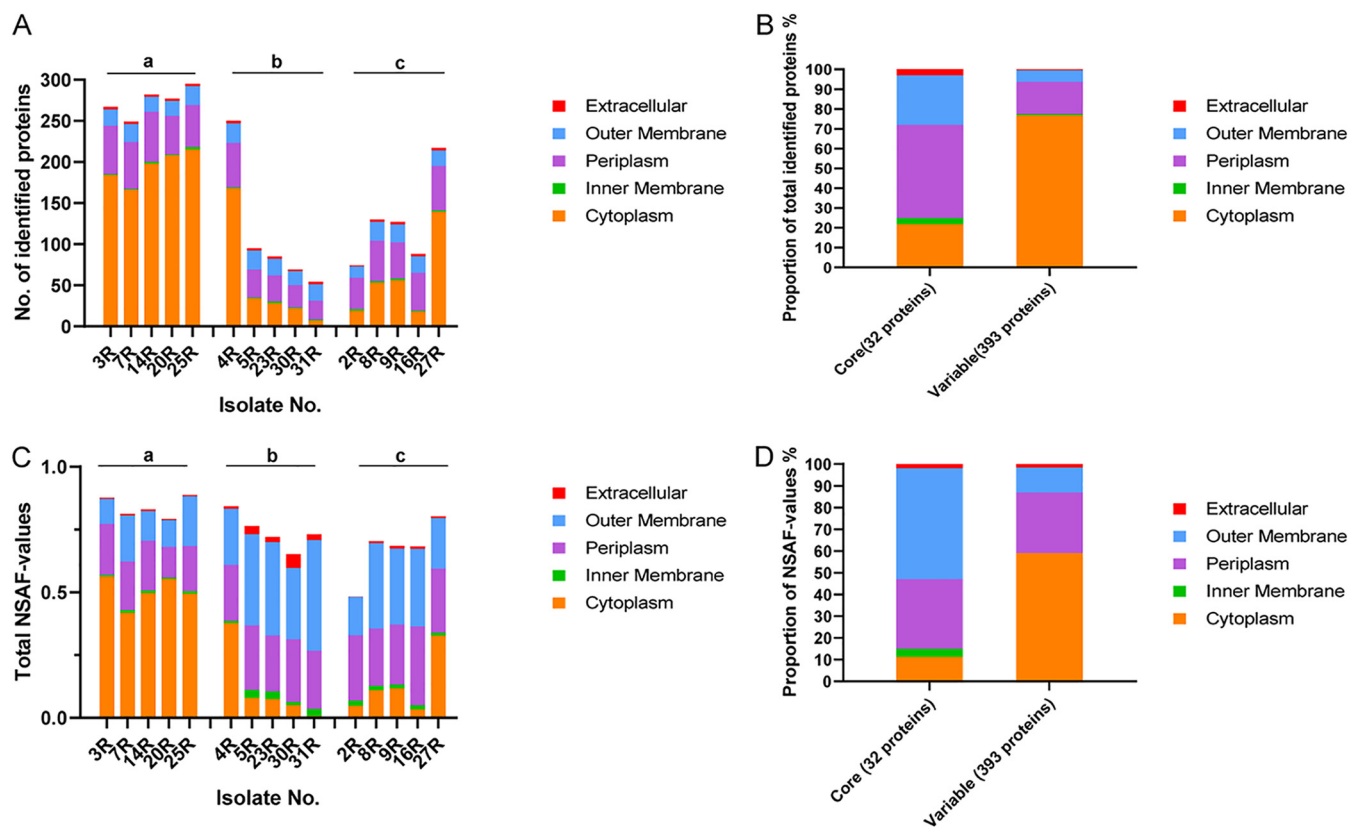 A
a
b
c
No. of identified proteins
300
250
200
150
100
50
0
3R
7R
14R
20R
25R
4R
5R
23R
30R
31R
2R
8R
9R
16R
27R
Isolate No.
Extracellular
Outer Membrane
Periplasm
Inner Membrane
Cytoplasm
B
Proportion of total identified proteins %
100
90
80
70
60
50
40
30
20
10
0
Core(32 proteins)
Variable(393 proteins)
Extracellular
Outer Membrane
Periplasm
Inner Membrane
Cytoplasm
C
a
b
c
Total NSAF-values
1.0
0.5
0.0
3R
7R
14R
20R
25R
4R
5R
23R
30R
31R
2R
8R
9R
16R
27R
Isolate No.
Extracellular
Outer Membrane
Periplasm
Inner Membrane
Cytoplasm
D
Proportion of NSAF-values %
100
90
80
70
60
50
40
30
20
10
0
Core (32 proteins)
Variable (393 proteins)
Extracellular
Outer Membrane
Periplasm
Inner Membrane
Cytoplasm